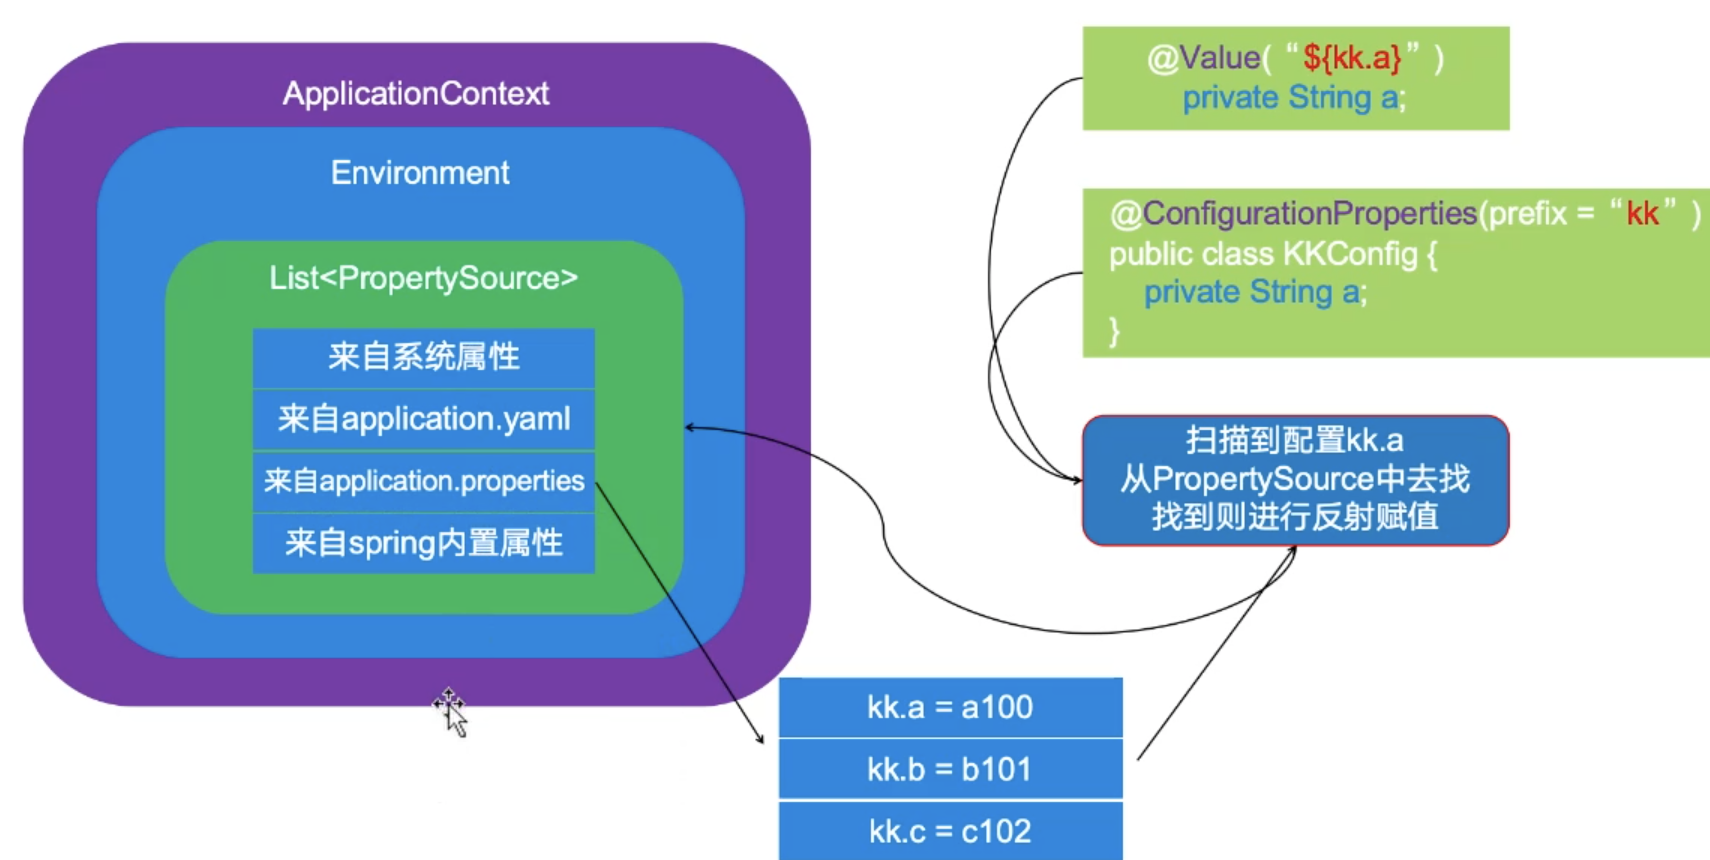 ApplicationContext
Environment
List<PropertySource>
来自系统属性
来自application.yaml
来自application.properties
来自spring内置属性
@Value(“${kk.a}”)
private String a;
@ConfigurationProperties(prefix = “kk”)
public class KKConfig {
private String a;
}
扫描到配置kk.a
从PropertySource中去找
找到则进行反射赋值
kk.a = a100
kk.b = b101
kk.c = c102